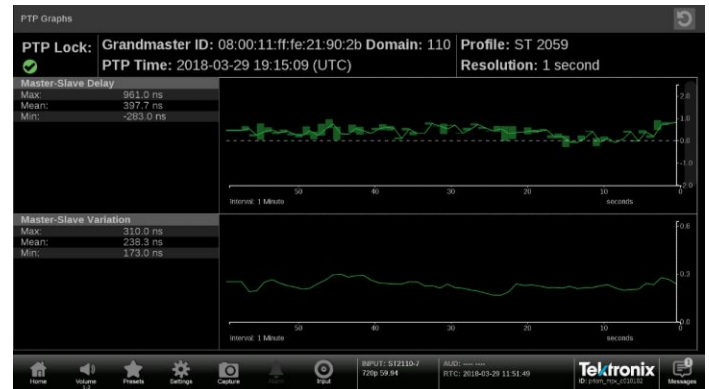 PTP Graphs
PTP Lock:
Grandmaster ID: 08:00:11:ff:fe:21:90:2b Domain: 110
Profile: ST 2059
PTP Time: 2018-03-29 19:15:09 (UTC)
Resolution: 1 second
Master-Slave Delay
Max: 961.0 ns
Mean: 397.7 ns
Min: -283.0 ns
2.0
1.0
0.0
-1.0
-2.0
50 40 30 20 10 0
Interval: 1 Minute seconds
Master-Slave Variation
Max: 310.0 ns
Mean: 238.3 ns
Min: 173.0 ns
0.6
0.3
0.0
50 40 30 20 10 0
Interval: 1 Minute seconds
Home Volume Presets Settings Capture Input
1-2
INPUT: ST2110-7
720p 59.94
AUD: ---- ----
RTC: 2018-03-29 11:51:49
Tektronix
Messages